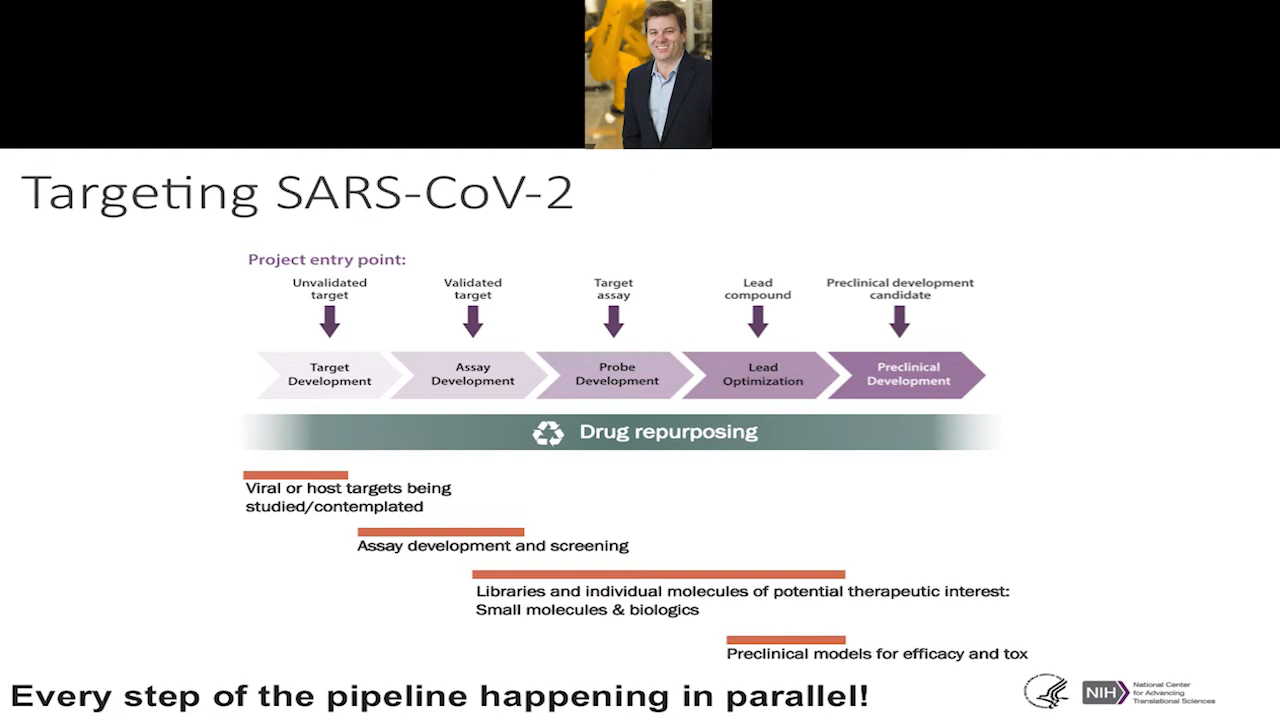 Targeting SARS-CoV-2
Project entry point:
Unvalidated
target
Validated
target
Target
assay
Lead
compound
Preclinical development
candidate
Target
Development
Assay
Development
Probe
Development
Lead
Optimization
Preclinical
Development
Drug repurposing
Viral or host targets being
studied/contemplated
Assay development and screening
Libraries and individual molecules of potential therapeutic interest:
Small molecules & biologics
Preclinical models for efficacy and tox
Every step of the pipeline happening in parallel!
NIH
National Center
for Advancing
Translational Sciences